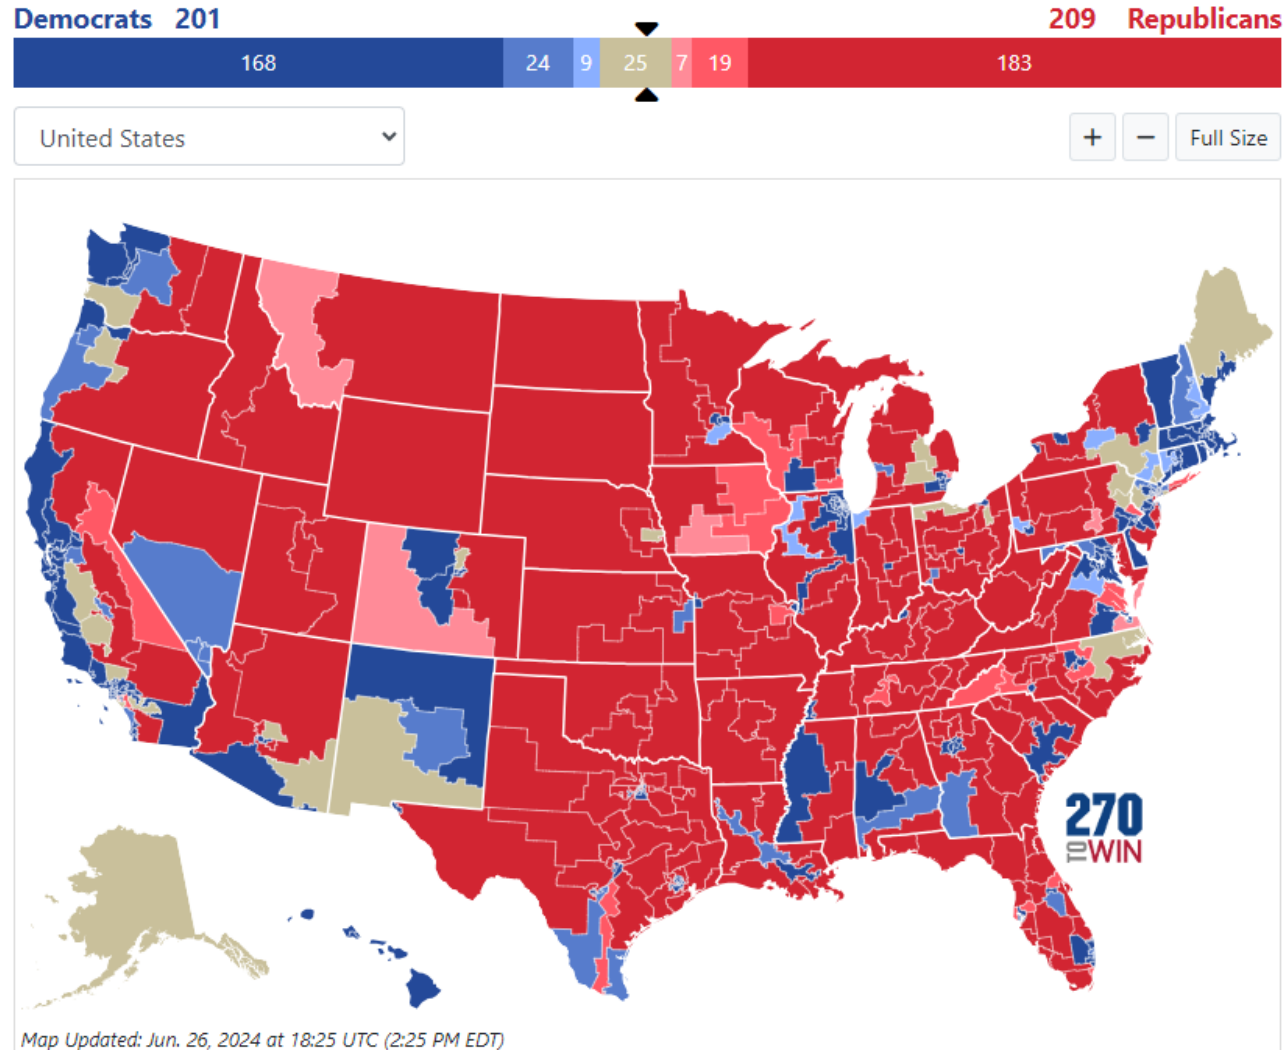 Democrats 201
209 Republicans
168 24 9 25 7 19 183
United States
+ − Full Size
270
TO WIN
Map Updated: Jun. 26, 2024 at 18:25 UTC (2:25 PM EDT)